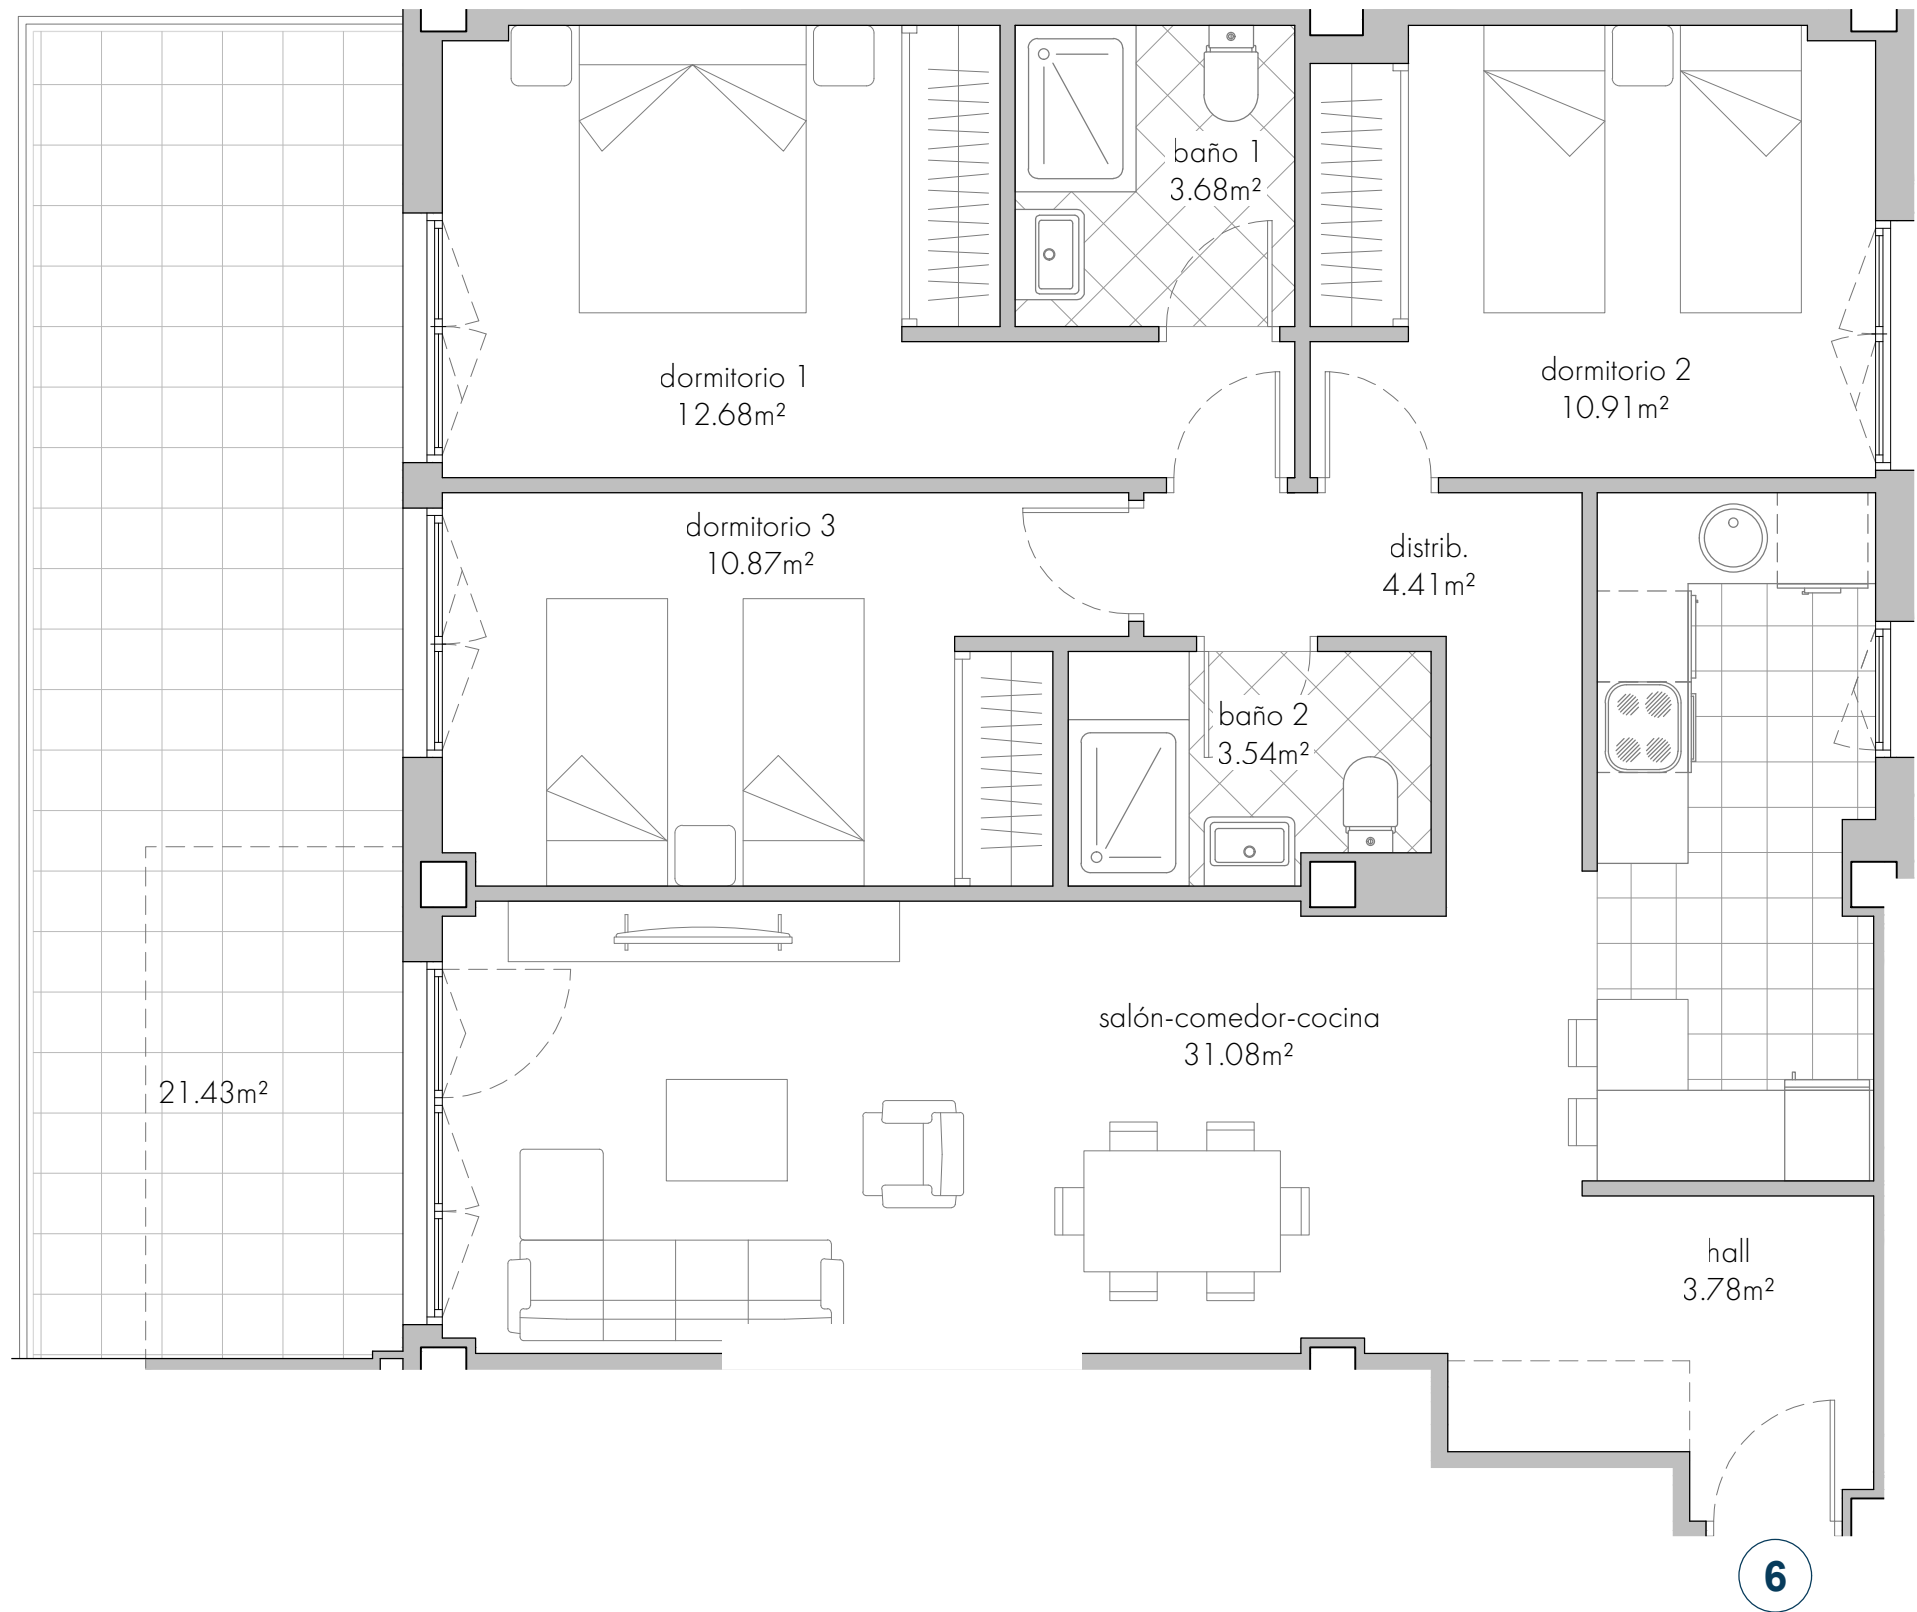 baño 1
3.68m²
dormitorio 1
12.68m²
dormitorio 2
10.91m²
dormitorio 3
10.87m²
distrib.
4.41m²
baño 2
3.54m²
salón-comedor-cocina
31.08m²
21.43m²
hall
3.78m²
6